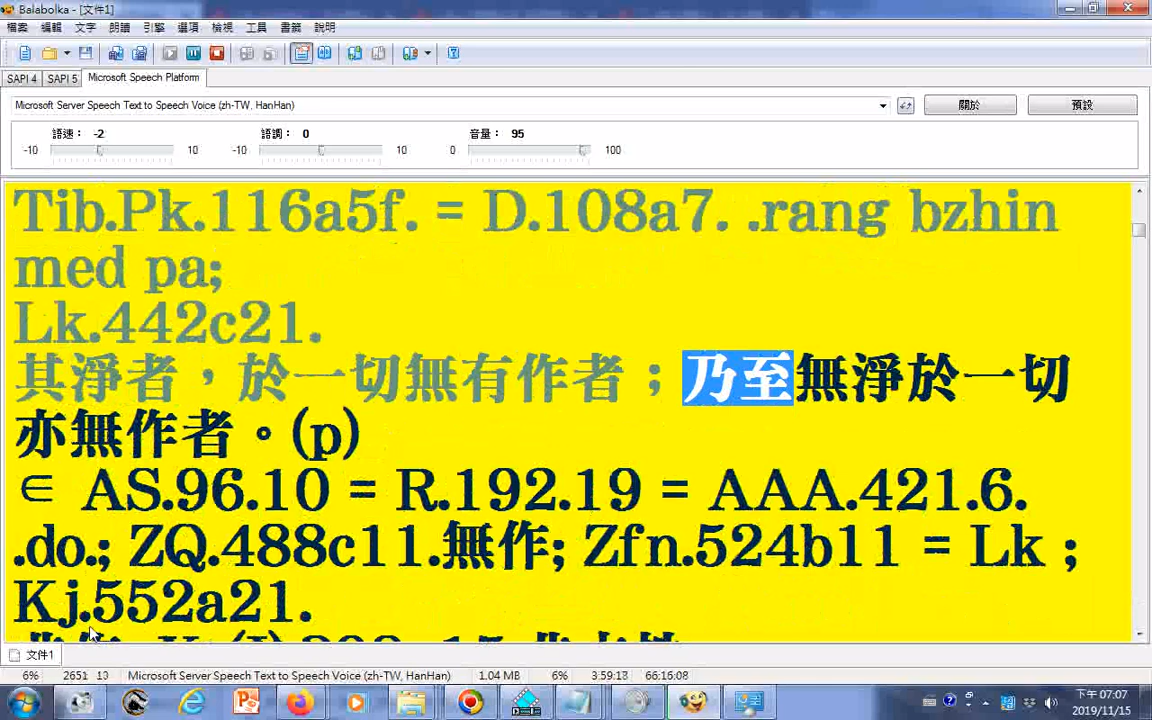 Balabolka - [文件1]
檔案 編輯 文字 朗讀 引擎 選項 檢視 工具 書籤 說明
SAPI 4 SAPI 5 Microsoft Speech Platform
Microsoft Server Speech Text to Speech Voice (zh-TW, HanHan) 關於 預設
語速： -2 語調： 0 音量： 95
-10 10 -10 10 0 100
Tib.Pk.116a5f. = D.108a7. .rang bzhin
med pa;
Lk.442c21.
其淨者，於一切無有作者；乃至無淨於一切
亦無作者。(p)
∈ AS.96.10 = R.192.19 = AAA.421.6.
.do.; ZQ.488c11.無作; Zfn.524b11 = Lk ;
Kj.552a21.
文件1
6% 2651 13 Microsoft Server Speech Text to Speech Voice (zh-TW, HanHan) 1.04 MB 6% 3:59:13 66:16:08
下午 07:07
2019/11/15